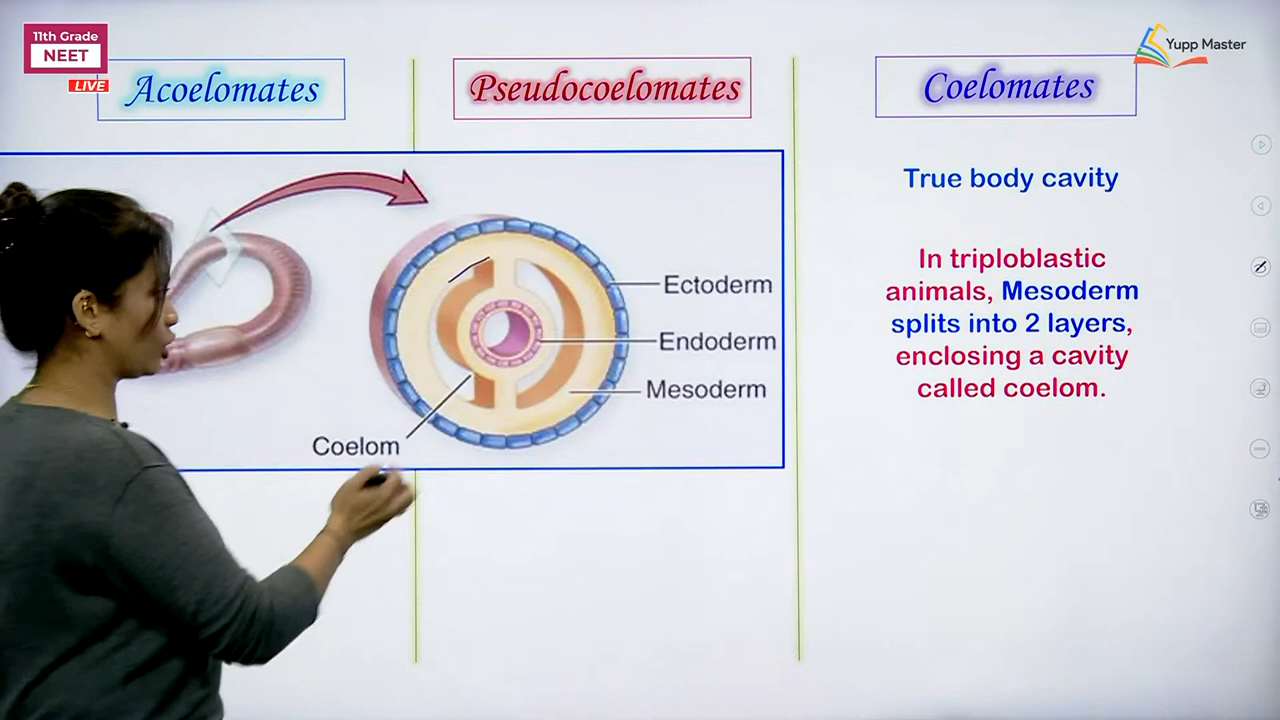 11th Grade
NEET
LIVE
Yupp Master
Acoelomates
Pseudocoelomates
Coelomates
Ectoderm
Endoderm
Mesoderm
Coelom
True body cavity
In triploblastic
animals, Mesoderm
splits into 2 layers,
enclosing a cavity
called coelom.